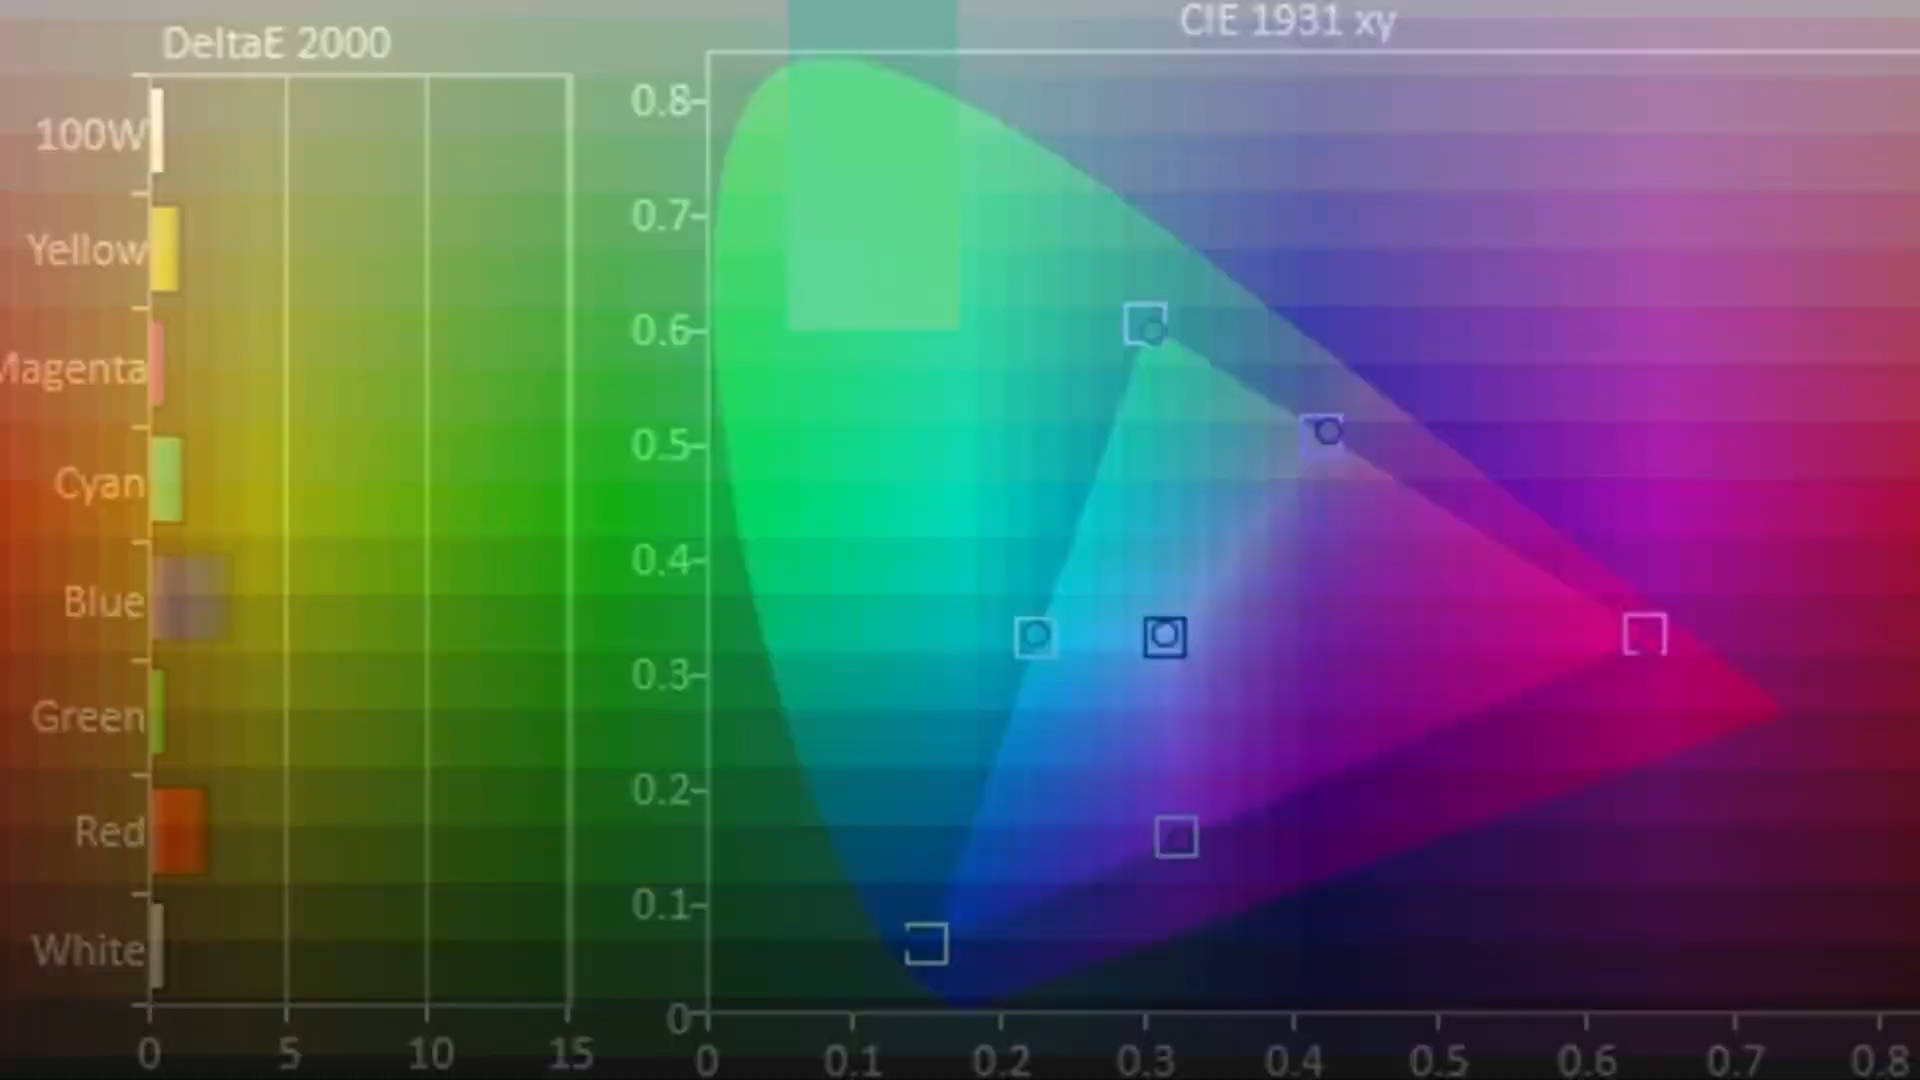 DeltaE 2000
100W
Yellow
Magenta
Cyan
Blue
Green
Red
White
0 5 10 15
CIE 1931 xy
0.8
0.7
0.6
0.5
0.4
0.3
0.2
0.1
0
0 0.1 0.2 0.3 0.4 0.5 0.6 0.7 0.8